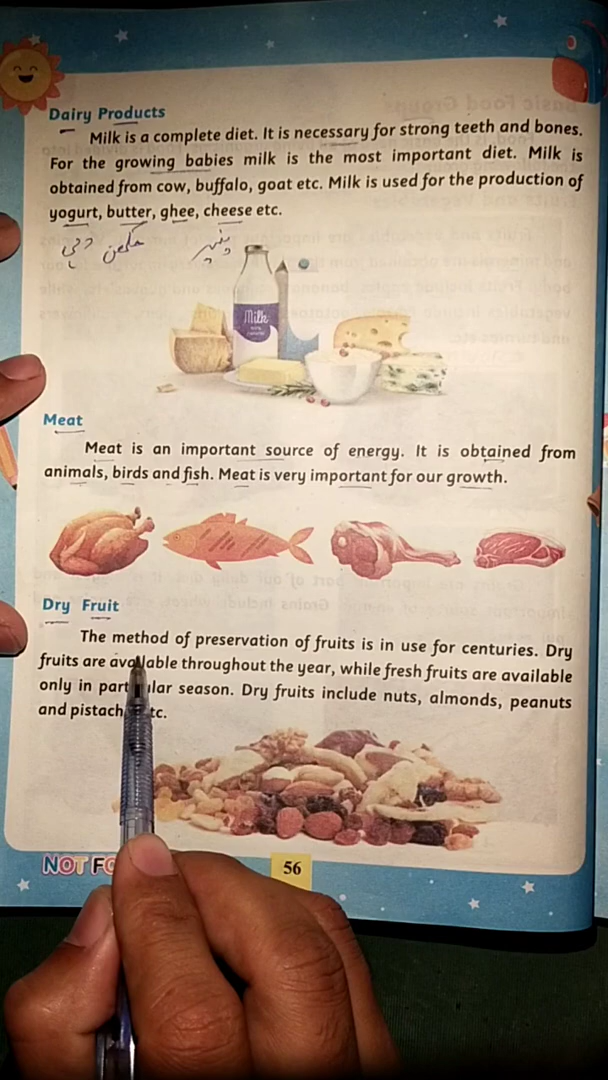 Dairy Products
Milk is a complete diet. It is necessary for strong teeth and bones.
For the growing babies milk is the most important diet. Milk is
obtained from cow, buffalo, goat etc. Milk is used for the production of
yogurt, butter, ghee, cheese etc.
دہی مکھن پنیر
Milk
Meat
Meat is an important source of energy. It is obtained from
animals, birds and fish. Meat is very important for our growth.
Dry Fruit
The method of preservation of fruits is in use for centuries. Dry
fruits are available throughout the year, while fresh fruits are available
only in season. Dry fruits include nuts, almonds, peanuts
and
NOT
56